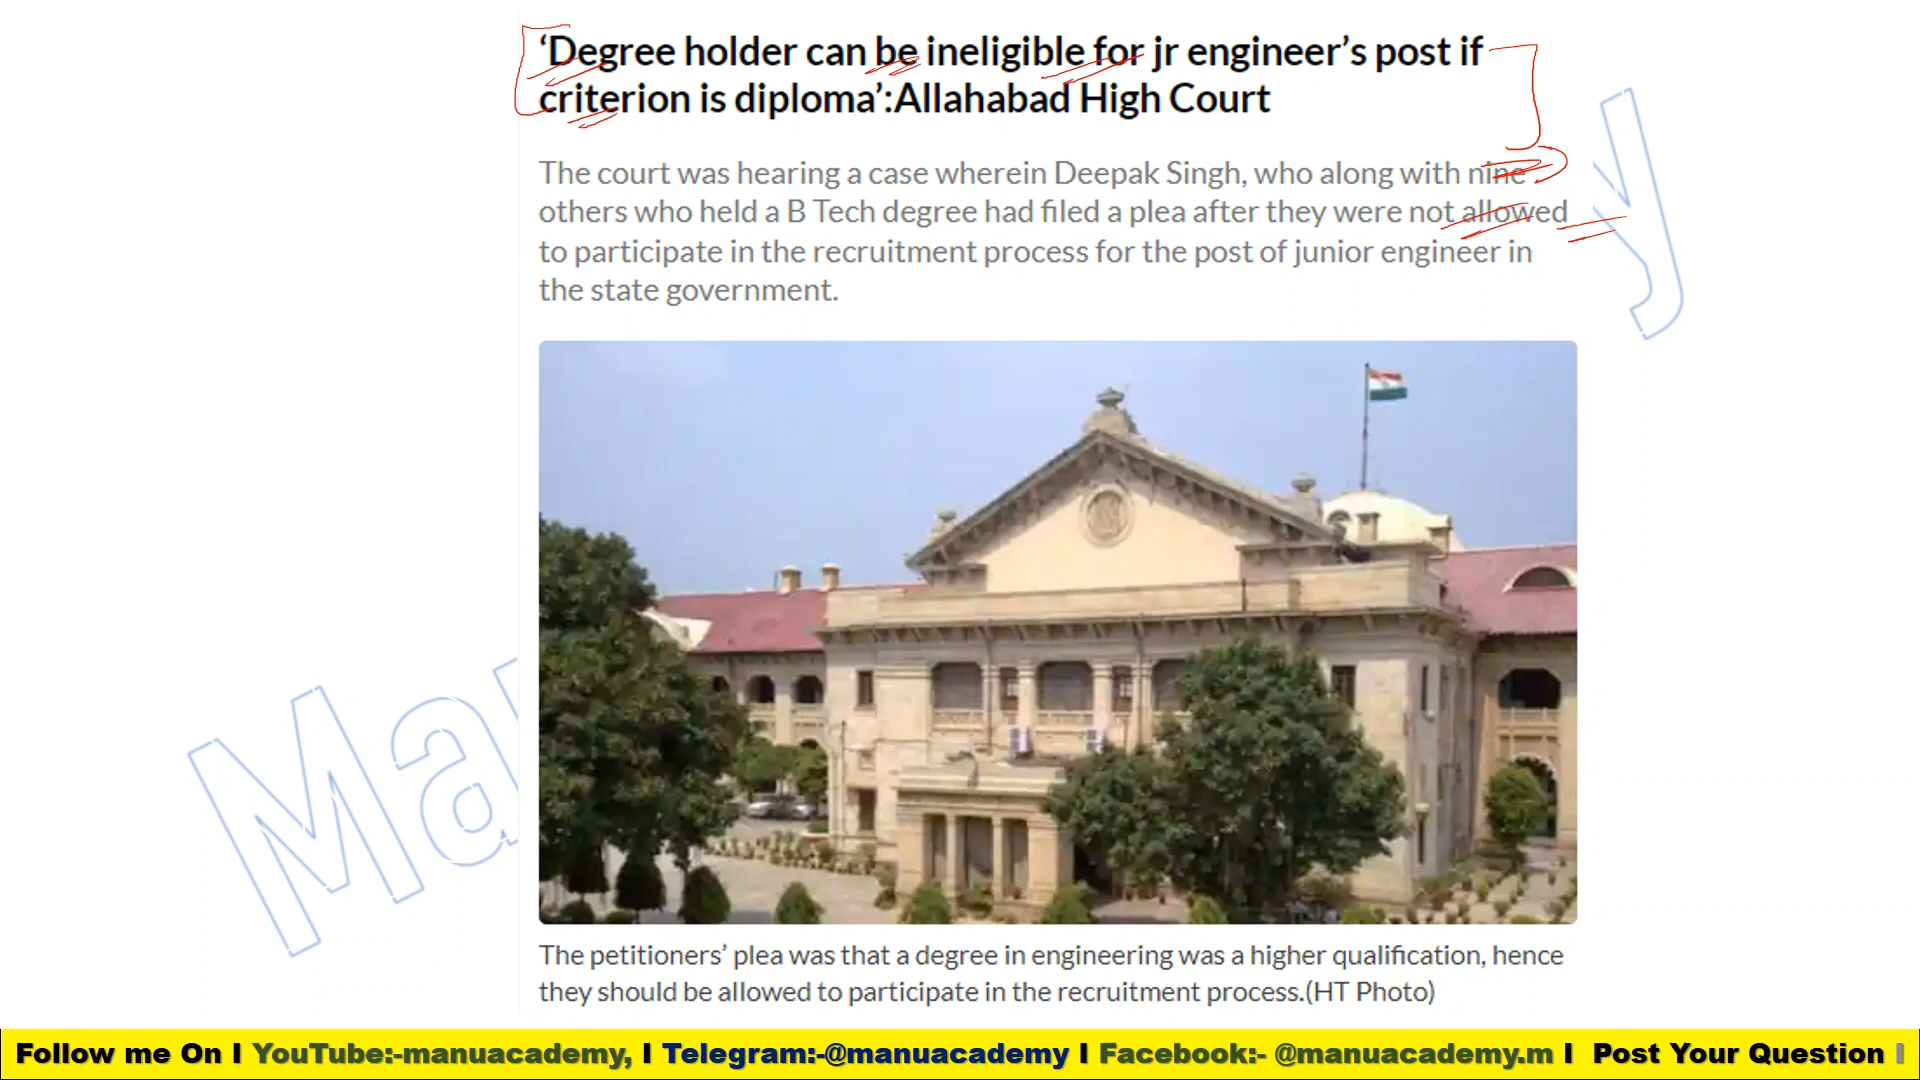 ‘Degree holder can be ineligible for jr engineer’s post if
criterion is diploma’:Allahabad High Court
The court was hearing a case wherein Deepak Singh, who along with nine
others who held a B Tech degree had filed a plea after they were not allowed
to participate in the recruitment process for the post of junior engineer in
the state government.
The petitioners’ plea was that a degree in engineering was a higher qualification, hence
they should be allowed to participate in the recruitment process.(HT Photo)
Ma
y
Follow me On I YouTube:-manuacademy, I Telegram:-@manuacademy I Facebook:- @manuacademy.m I Post Your Question I